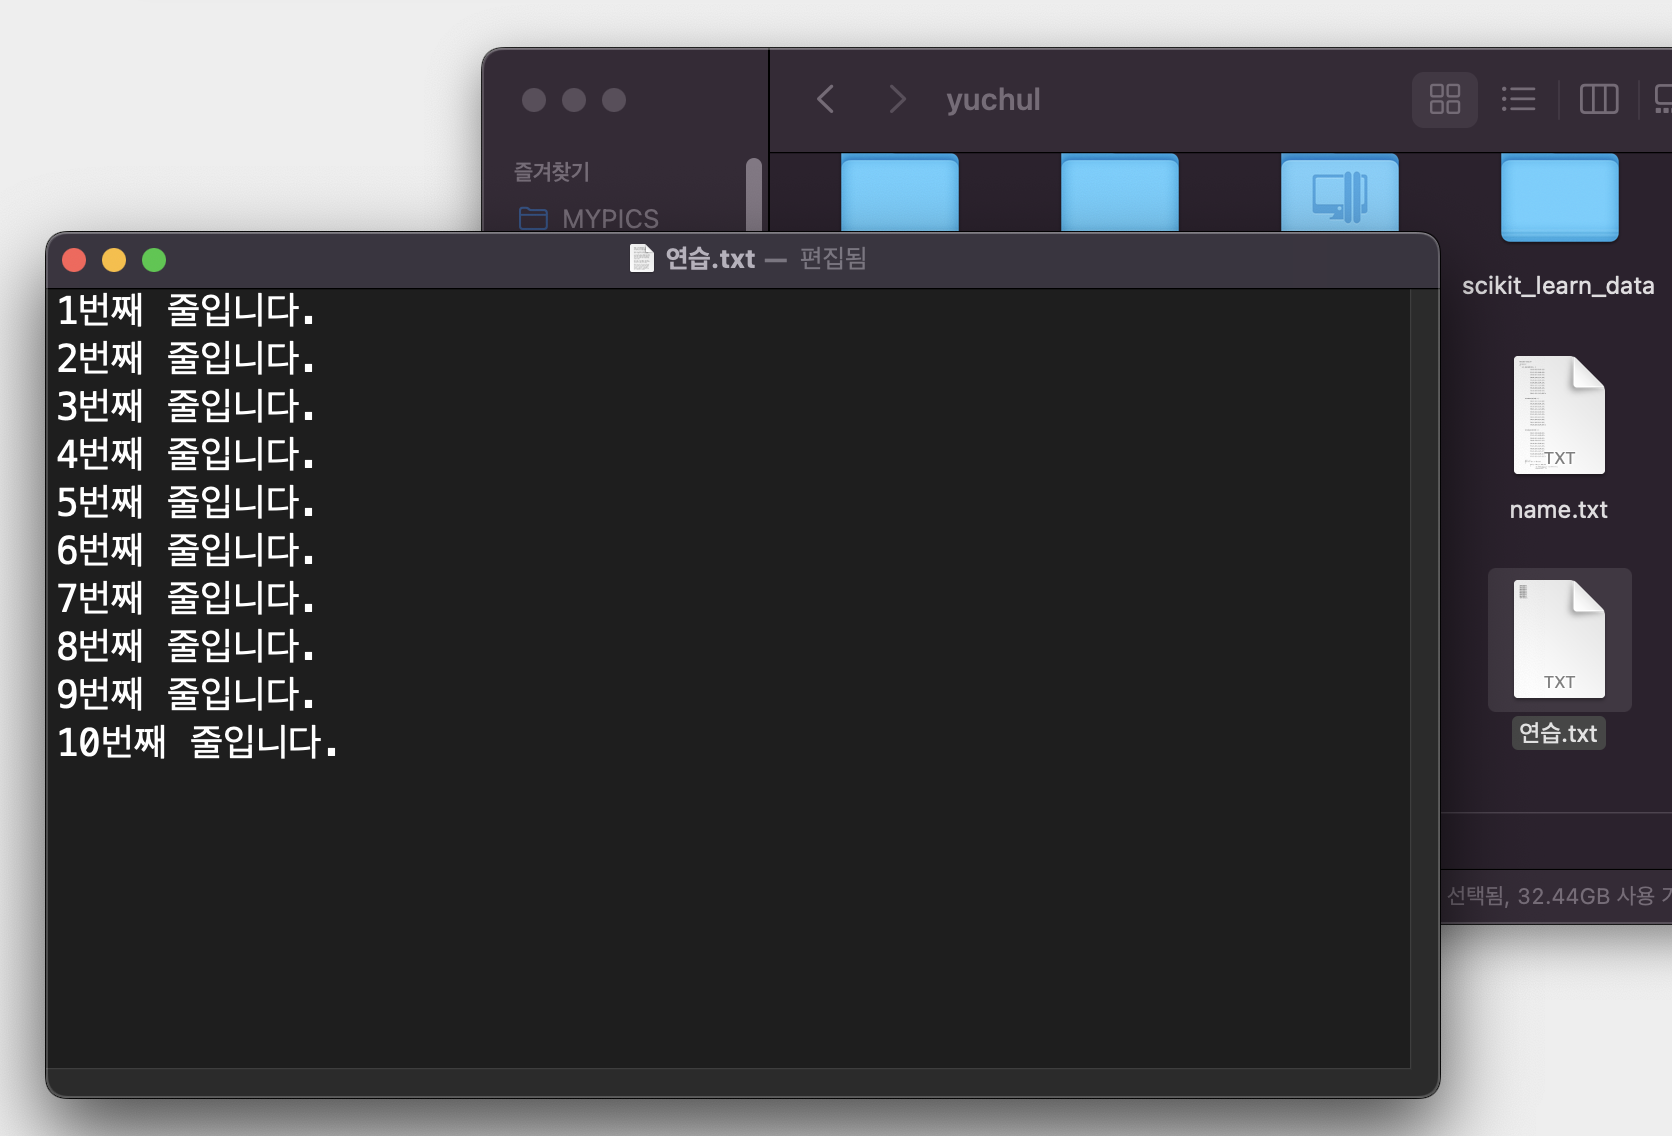 yuchul
즐겨찾기
MYPICS
scikit_learn_data
TXT
name.txt
TXT
연습.txt
선택됨, 32.44GB 사용
연습.txt — 편집됨
1번째 줄입니다.
2번째 줄입니다.
3번째 줄입니다.
4번째 줄입니다.
5번째 줄입니다.
6번째 줄입니다.
7번째 줄입니다.
8번째 줄입니다.
9번째 줄입니다.
10번째 줄입니다.